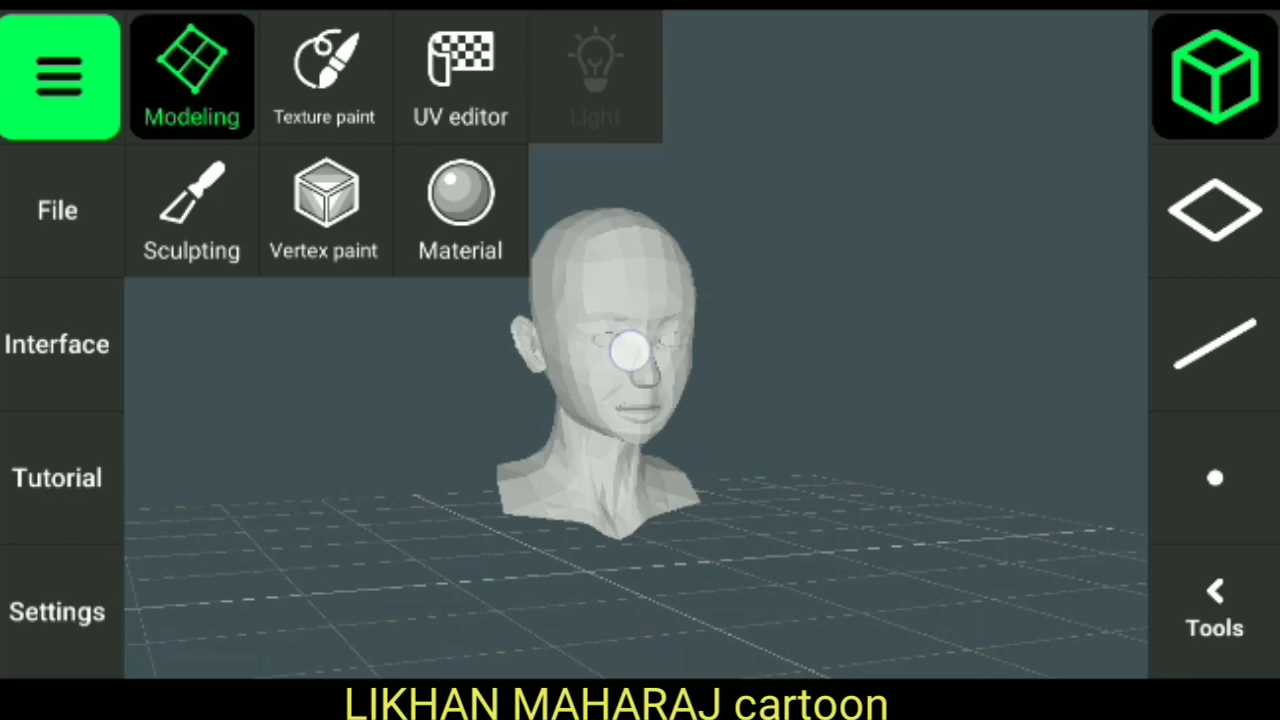 Modeling
Texture paint
UV editor
Light
File
Sculpting
Vertex paint
Material
Interface
Tutorial
Settings
Tools
LIKHAN MAHARAJ cartoon